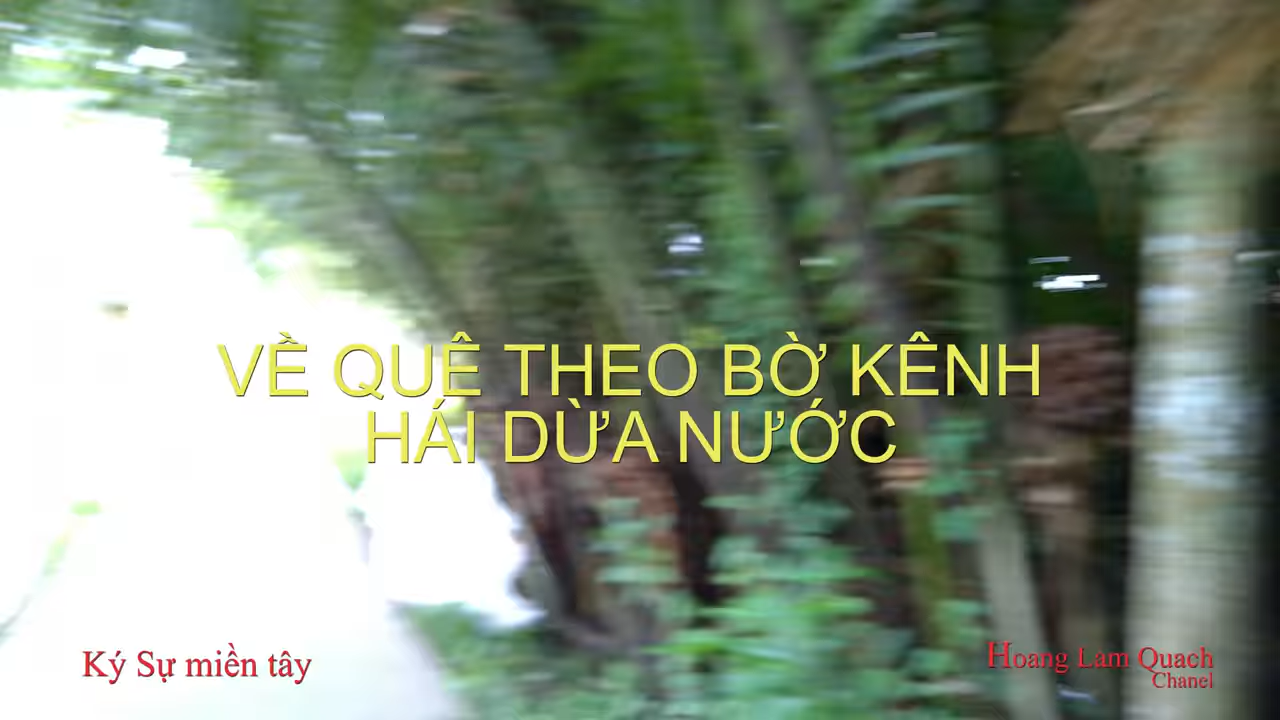 VỀ QUÊ THEO BỜ KÊNH
HÁI DỪA NƯỚC
Ký Sự miền tây
Hoang Lam Quach
Chanel